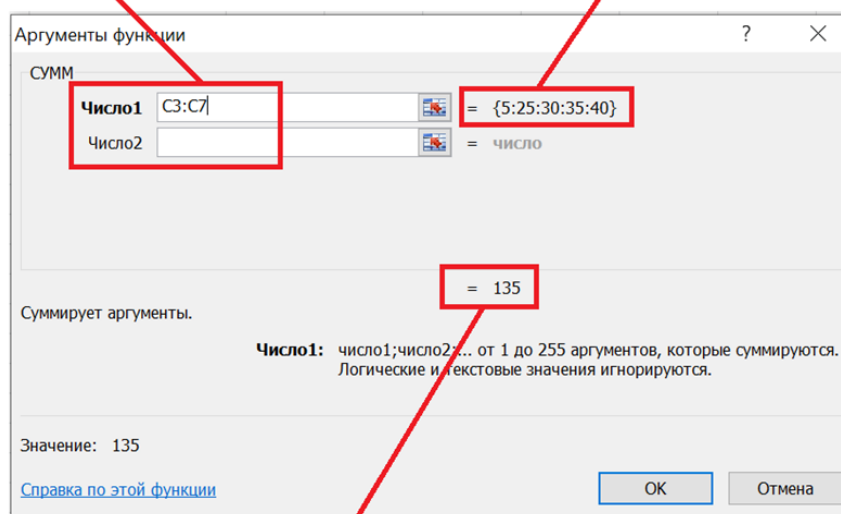 Аргументы функции ?
СУММ
Число1 C3:C7 = {5:25:30:35:40}
Число2 = число
= 135
Суммирует аргументы.
Число1: число1;число2;... от 1 до 255 аргументов, которые суммируются.
Логические и текстовые значения игнорируются.
Значение: 135
Справка по этой функции OK Отмена